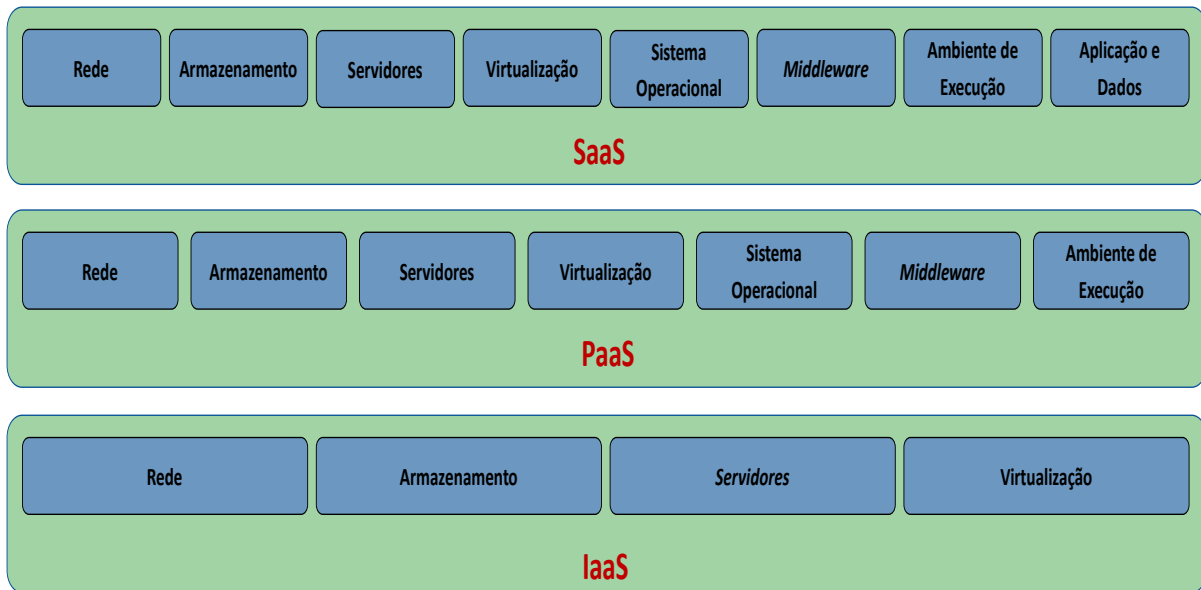 Rede
Armazenamento
Servidores
Virtualização
Sistema
Operacional
Middleware
Ambiente de
Execução
Aplicação e
Dados
SaaS
Rede
Armazenamento
Servidores
Virtualização
Sistema
Operacional
Middleware
Ambiente de
Execução
PaaS
Rede
Armazenamento
Servidores
Virtualização
IaaS